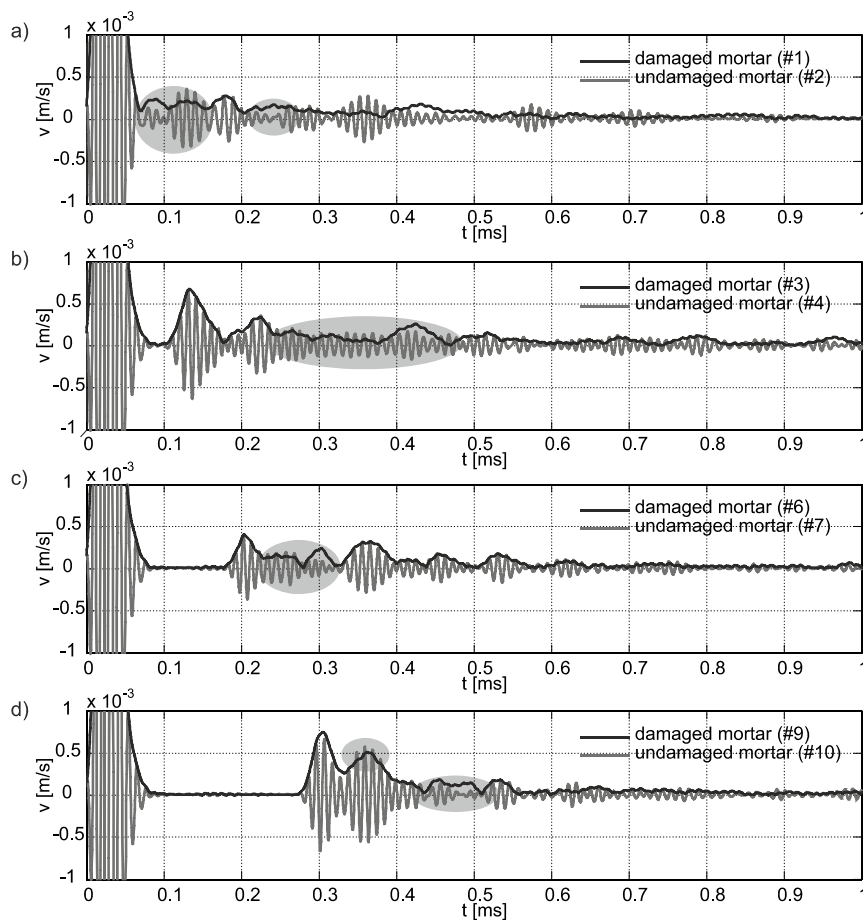 a)
x 10⁻³
1
0.5
0
-0.5
-1
v [m/s]
damaged mortar (#1)
undamaged mortar (#2)
0 0.1 0.2 0.3 0.4 0.5 0.6 0.7 0.8 0.9 1
t [ms]
b)
x 10⁻³
1
0.5
0
-0.5
-1
v [m/s]
damaged mortar (#3)
undamaged mortar (#4)
0 0.1 0.2 0.3 0.4 0.5 0.6 0.7 0.8 0.9 1
t [ms]
c)
x 10⁻³
1
0.5
0
-0.5
-1
v [m/s]
damaged mortar (#6)
undamaged mortar (#7)
0 0.1 0.2 0.3 0.4 0.5 0.6 0.7 0.8 0.9 1
t [ms]
d)
x 10⁻³
1
0.5
0
-0.5
-1
v [m/s]
damaged mortar (#9)
undamaged mortar (#10)
0 0.1 0.2 0.3 0.4 0.5 0.6 0.7 0.8 0.9 1
t [ms]